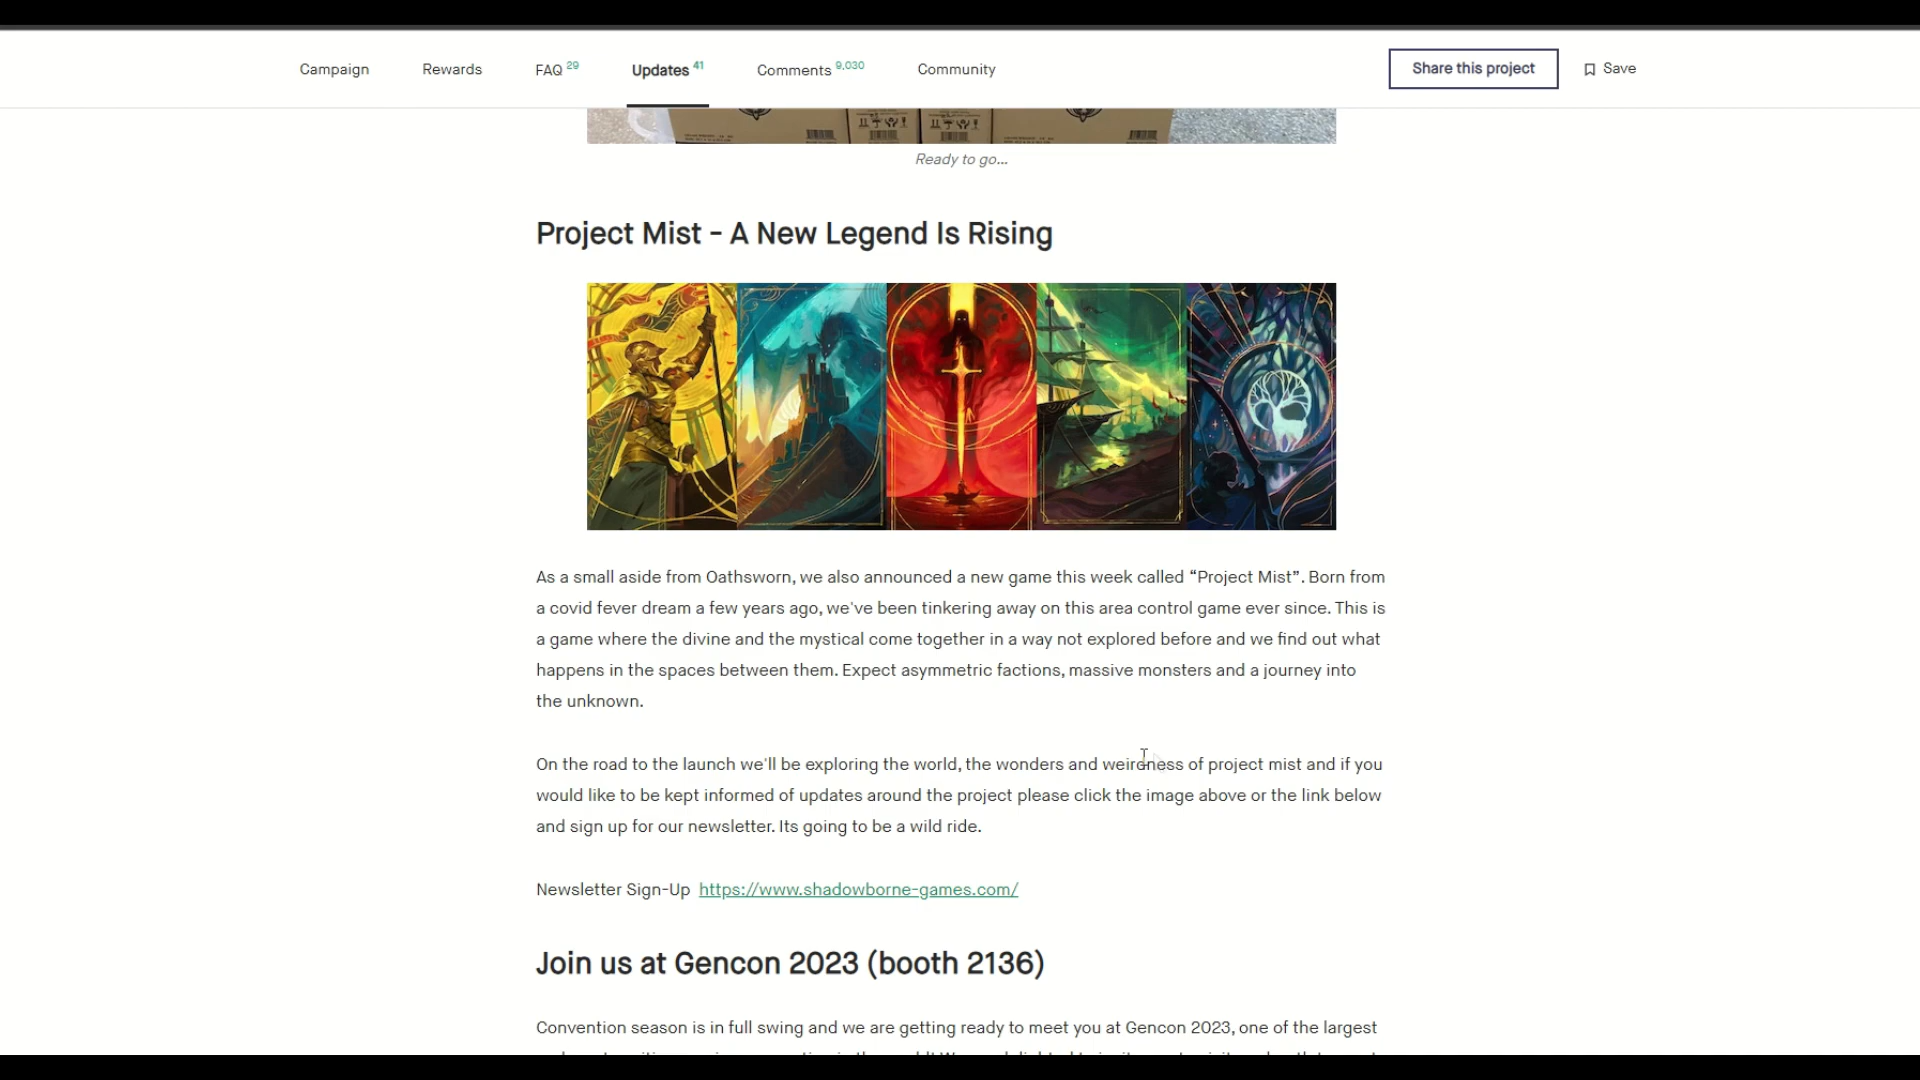 Campaign
Rewards
FAQ 29
Updates 41
Comments 9,030
Community
Share this project
Save
Ready to go...
Project Mist - A New Legend Is Rising
As a small aside from Oathsworn, we also announced a new game this week called “Project Mist”. Born from
a covid fever dream a few years ago, we've been tinkering away on this area control game ever since. This is
a game where the divine and the mystical come together in a way not explored before and we find out what
happens in the spaces between them. Expect asymmetric factions, massive monsters and a journey into
the unknown.
On the road to the launch we'll be exploring the world, the wonders and weirdness of project mist and if you
would like to be kept informed of updates around the project please click the image above or the link below
and sign up for our newsletter. Its going to be a wild ride.
Newsletter Sign-Up https://www.shadowborne-games.com/
Join us at Gencon 2023 (booth 2136)
Convention season is in full swing and we are getting ready to meet you at Gencon 2023, one of the largest